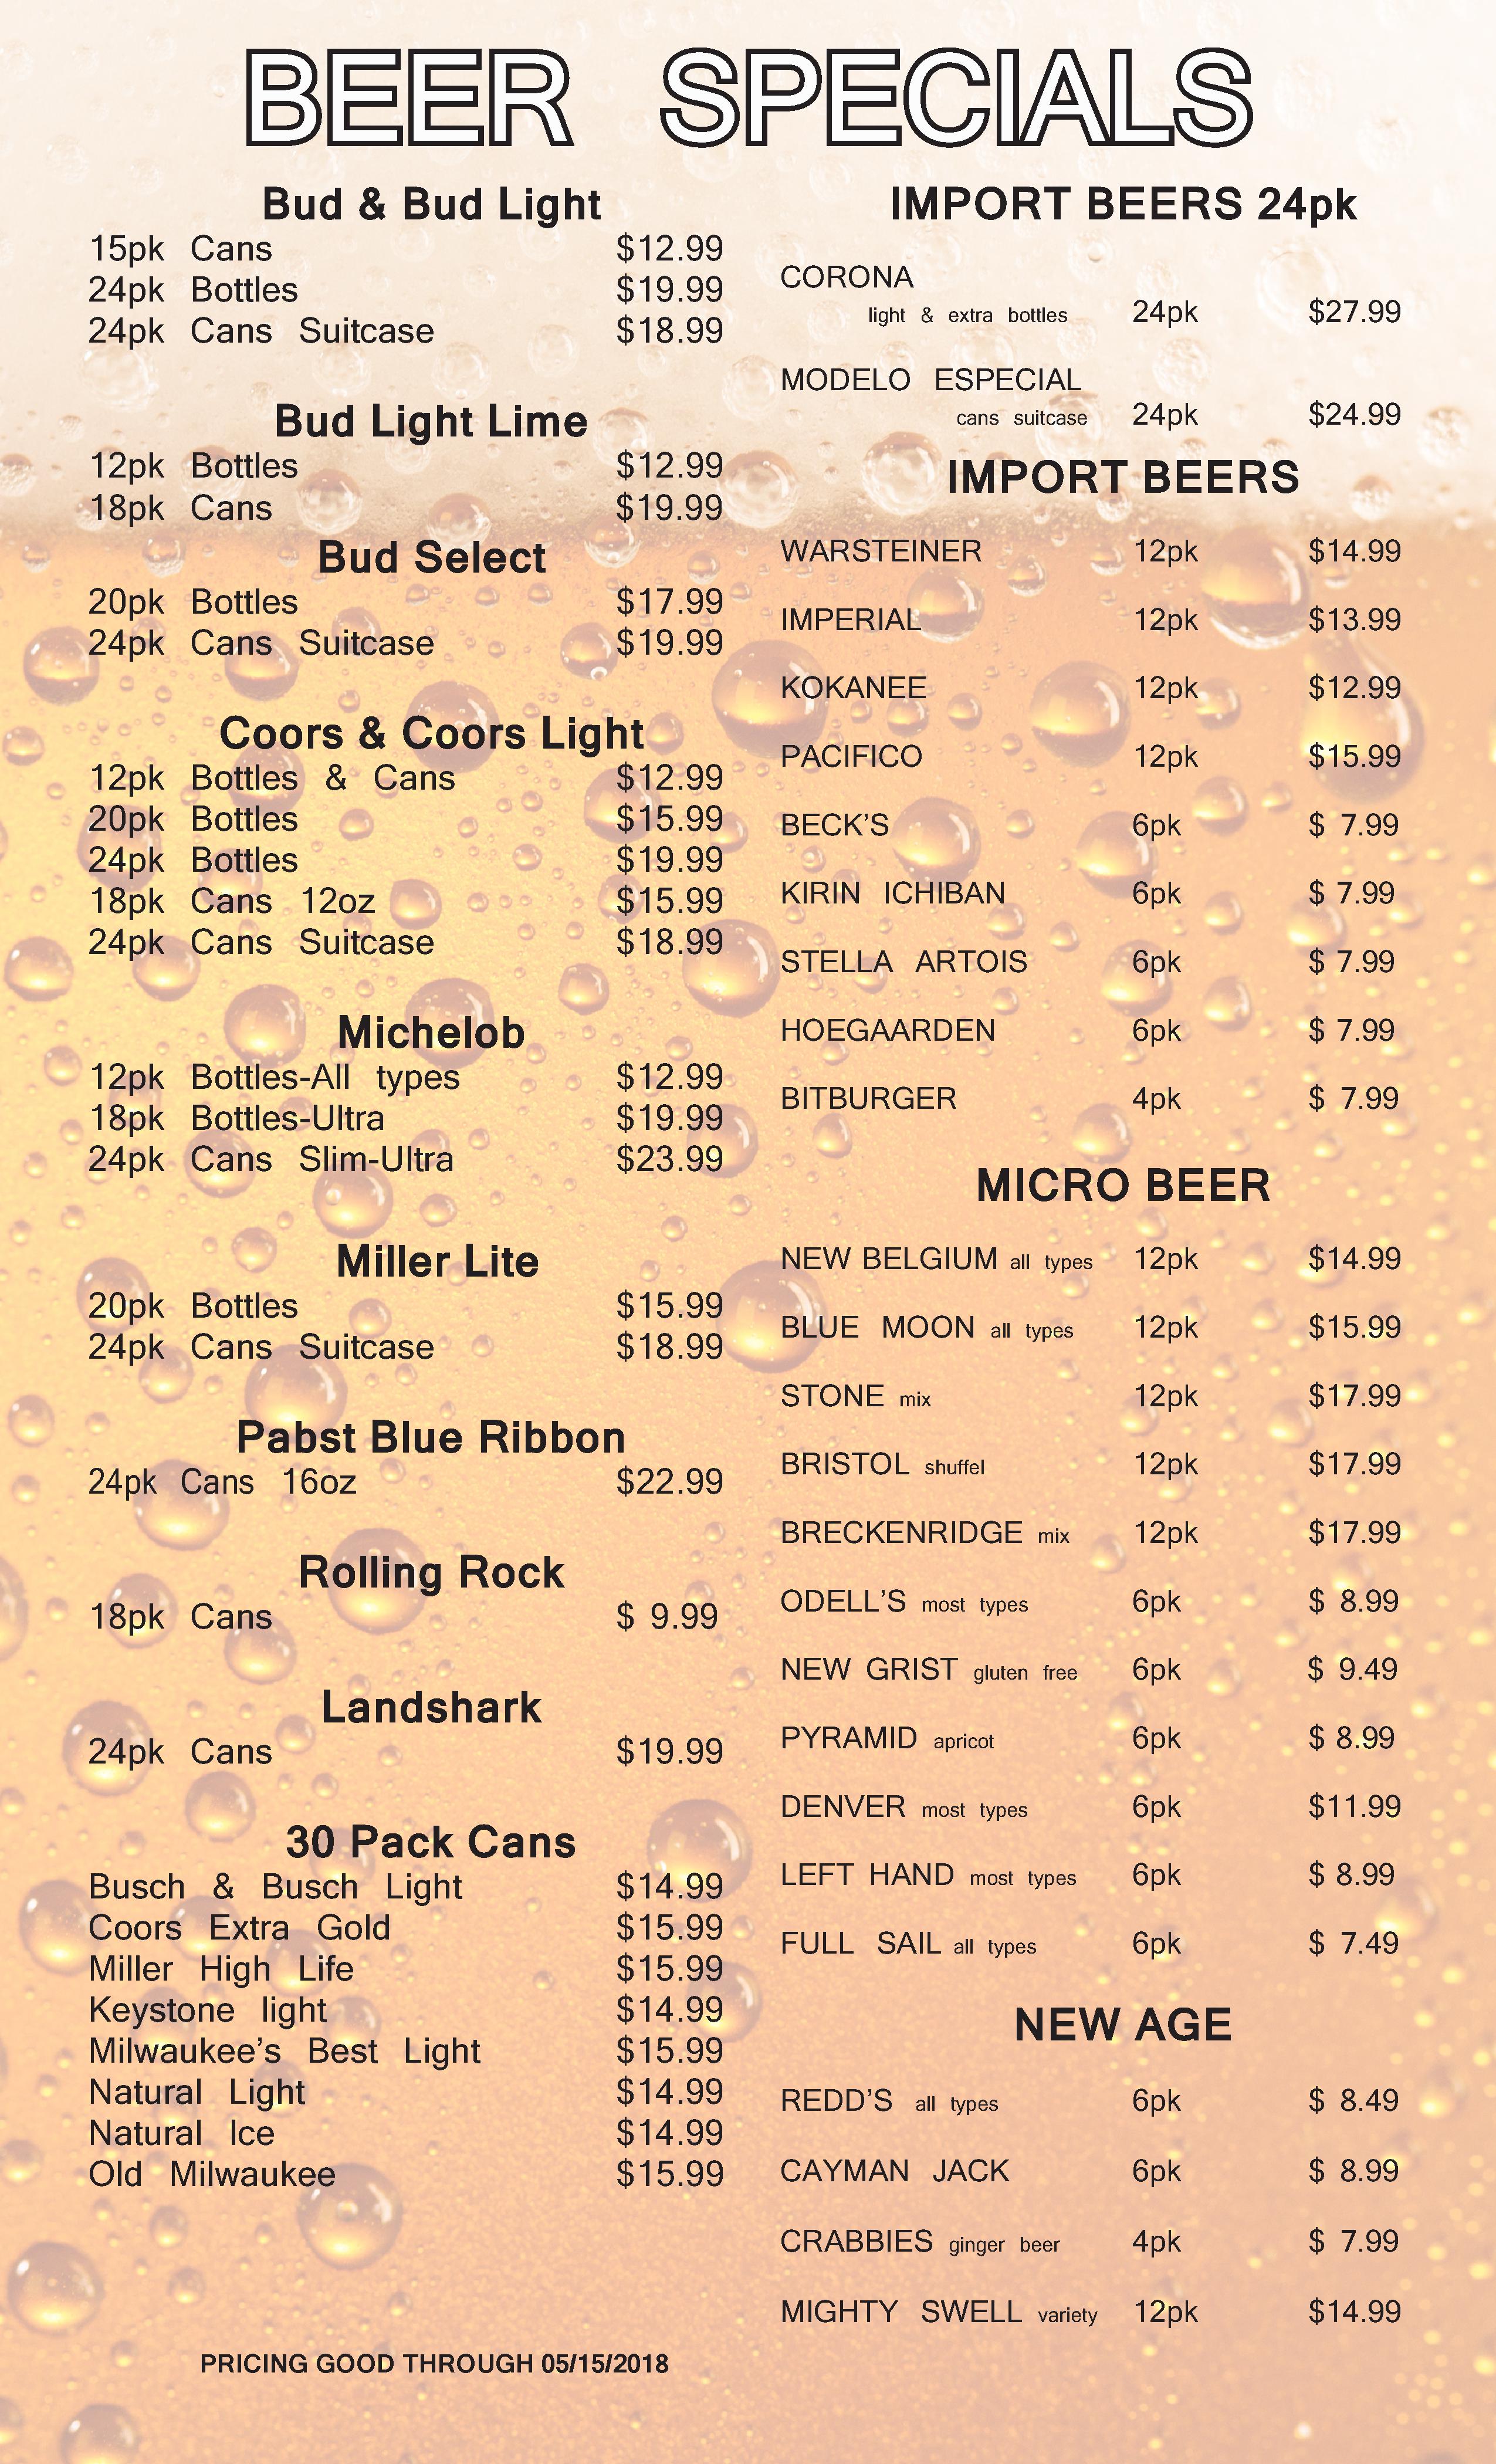 BEER SPECIALS
Bud & Bud Light
15pk Cans $12.99
24pk Bottles $19.99
24pk Cans Suitcase $18.99
Bud Light Lime
12pk Bottles $12.99
18pk Cans $19.99
Bud Select
20pk Bottles $17.99
24pk Cans Suitcase $19.99
Coors & Coors Light
12pk Bottles & Cans $12.99
20pk Bottles $15.99
24pk Bottles $19.99
18pk Cans 12oz $15.99
24pk Cans Suitcase $18.99
Michelob
12pk Bottles-All types $12.99
18pk Bottles-Ultra $19.99
24pk Cans Slim-Ultra $23.99
Miller Lite
20pk Bottles $15.99
24pk Cans Suitcase $18.99
Pabst Blue Ribbon
24pk Cans 16oz $22.99
Rolling Rock
18pk Cans $ 9.99
Landshark
24pk Cans $19.99
30 Pack Cans
Busch & Busch Light $14.99
Coors Extra Gold $15.99
Miller High Life $15.99
Keystone light $14.99
Milwaukee's Best Light $15.99
Natural Light $14.99
Natural Ice $14.99
Old Milwaukee $15.99
PRICING GOOD THROUGH 05/15/2018
IMPORT BEERS 24pk
CORONA
light & extra bottles 24pk $27.99
MODELO ESPECIAL
cans suitcase 24pk $24.99
IMPORT BEERS
WARSTEINER 12pk $14.99
IMPERIAL 12pk $13.99
KOKANEE 12pk $12.99
PACIFICO 12pk $15.99
BECK'S 6pk $ 7.99
KIRIN ICHIBAN 6pk $ 7.99
STELLA ARTOIS 6pk $ 7.99
HOEGAARDEN 6pk $ 7.99
BITBURGER 4pk $ 7.99
MICRO BEER
NEW BELGIUM all types 12pk $14.99
BLUE MOON all types 12pk $15.99
STONE mix 12pk $17.99
BRISTOL shuffel 12pk $17.99
BRECKENRIDGE mix 12pk $17.99
ODELL'S most types 6pk $ 8.99
NEW GRIST gluten free 6pk $ 9.49
PYRAMID apricot 6pk $ 8.99
DENVER most types 6pk $11.99
LEFT HAND most types 6pk $ 8.99
FULL SAIL all types 6pk $ 7.49
NEW AGE
REDD'S all types 6pk $ 8.49
CAYMAN JACK 6pk $ 8.99
CRABBIES ginger beer 4pk $ 7.99
MIGHTY SWELL variety 12pk $14.99